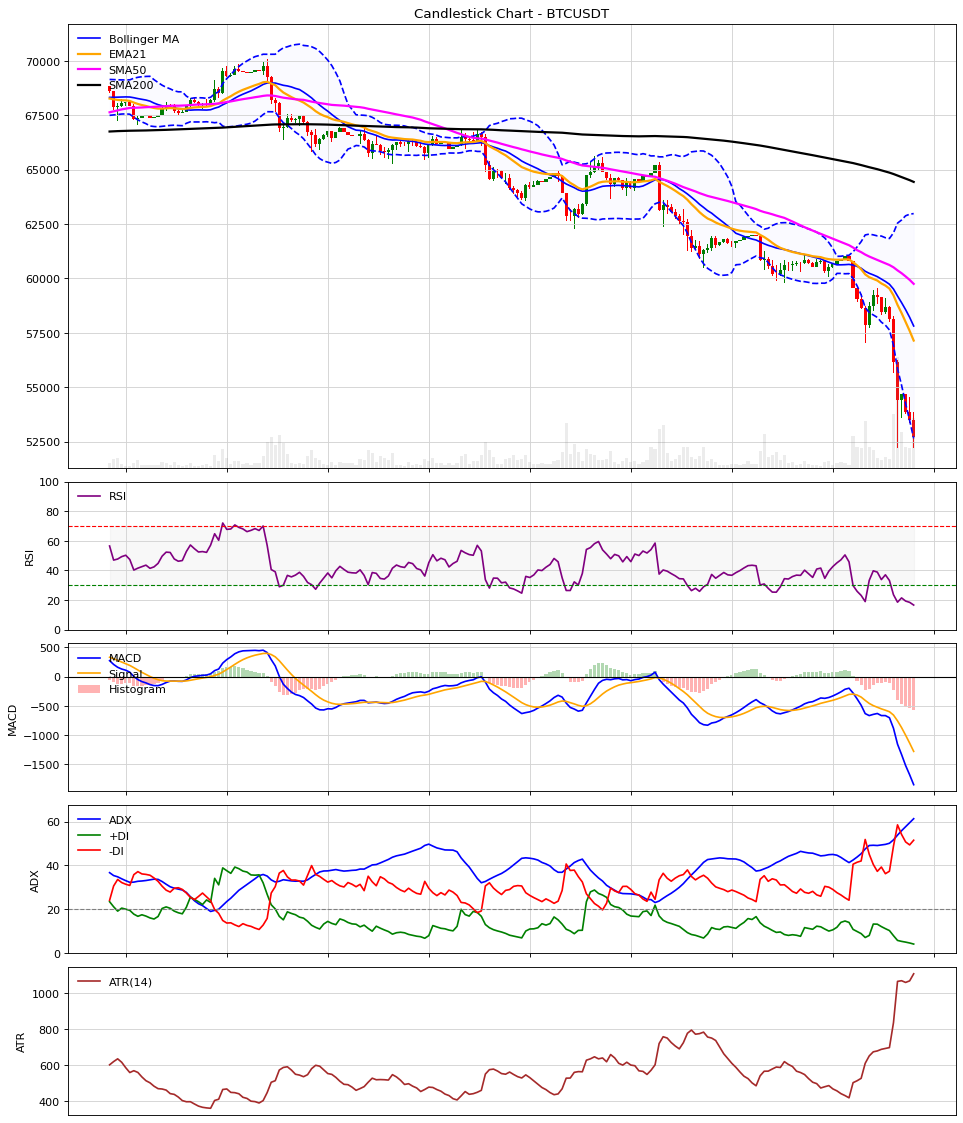 Candlestick Chart - BTCUSDT
Bollinger MA
EMA21
SMA50
SMA200
70000
67500
65000
62500
60000
57500
55000
52500
RSI
RSI
100
80
60
40
20
0
MACD
Signal
Histogram
MACD
500
0
−500
−1000
−1500
ADX
+DI
-DI
ADX
60
40
20
0
ATR(14)
ATR
1000
800
600
400